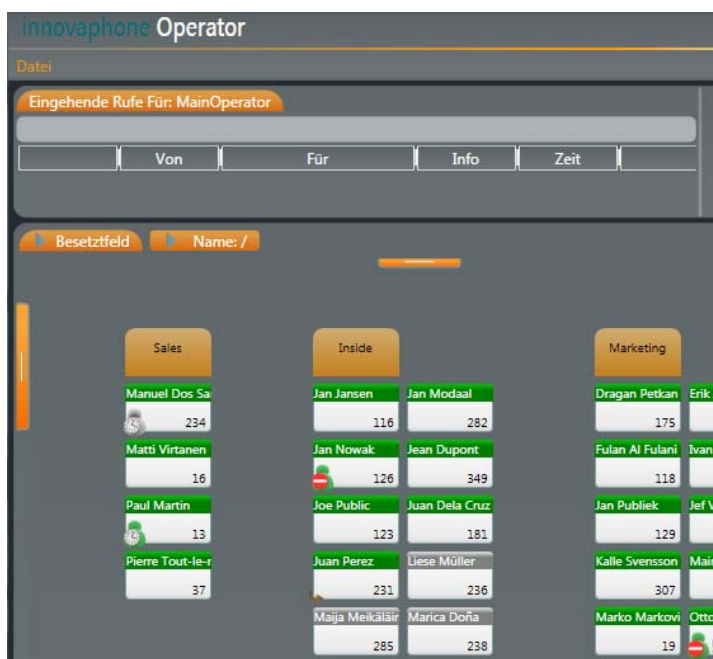 innovaphone Operator
Datei
Eingehende Rufe Für: MainOperator
Von Für Info Zeit
Besetztfeld Name: /
Sales Inside Marketing
Manuel Dos Sa Jan Jansen Jan Modaal Dragan Petkan Erik
234 116 282 175
Matti Virtanen Jan Nowak Jean Dupont Fulan Al Fulani Ivan
16 126 349 118
Paul Martin Joe Public Juan Dela Cruz Jan Publiek Jef V
13 123 181 129
Pierre Tout-le-r Juan Perez Liese Müller Kalle Svensson Mai
37 231 236 307
Maija Meikäläin Marica Doña Marko Markovi Otto
285 238 19